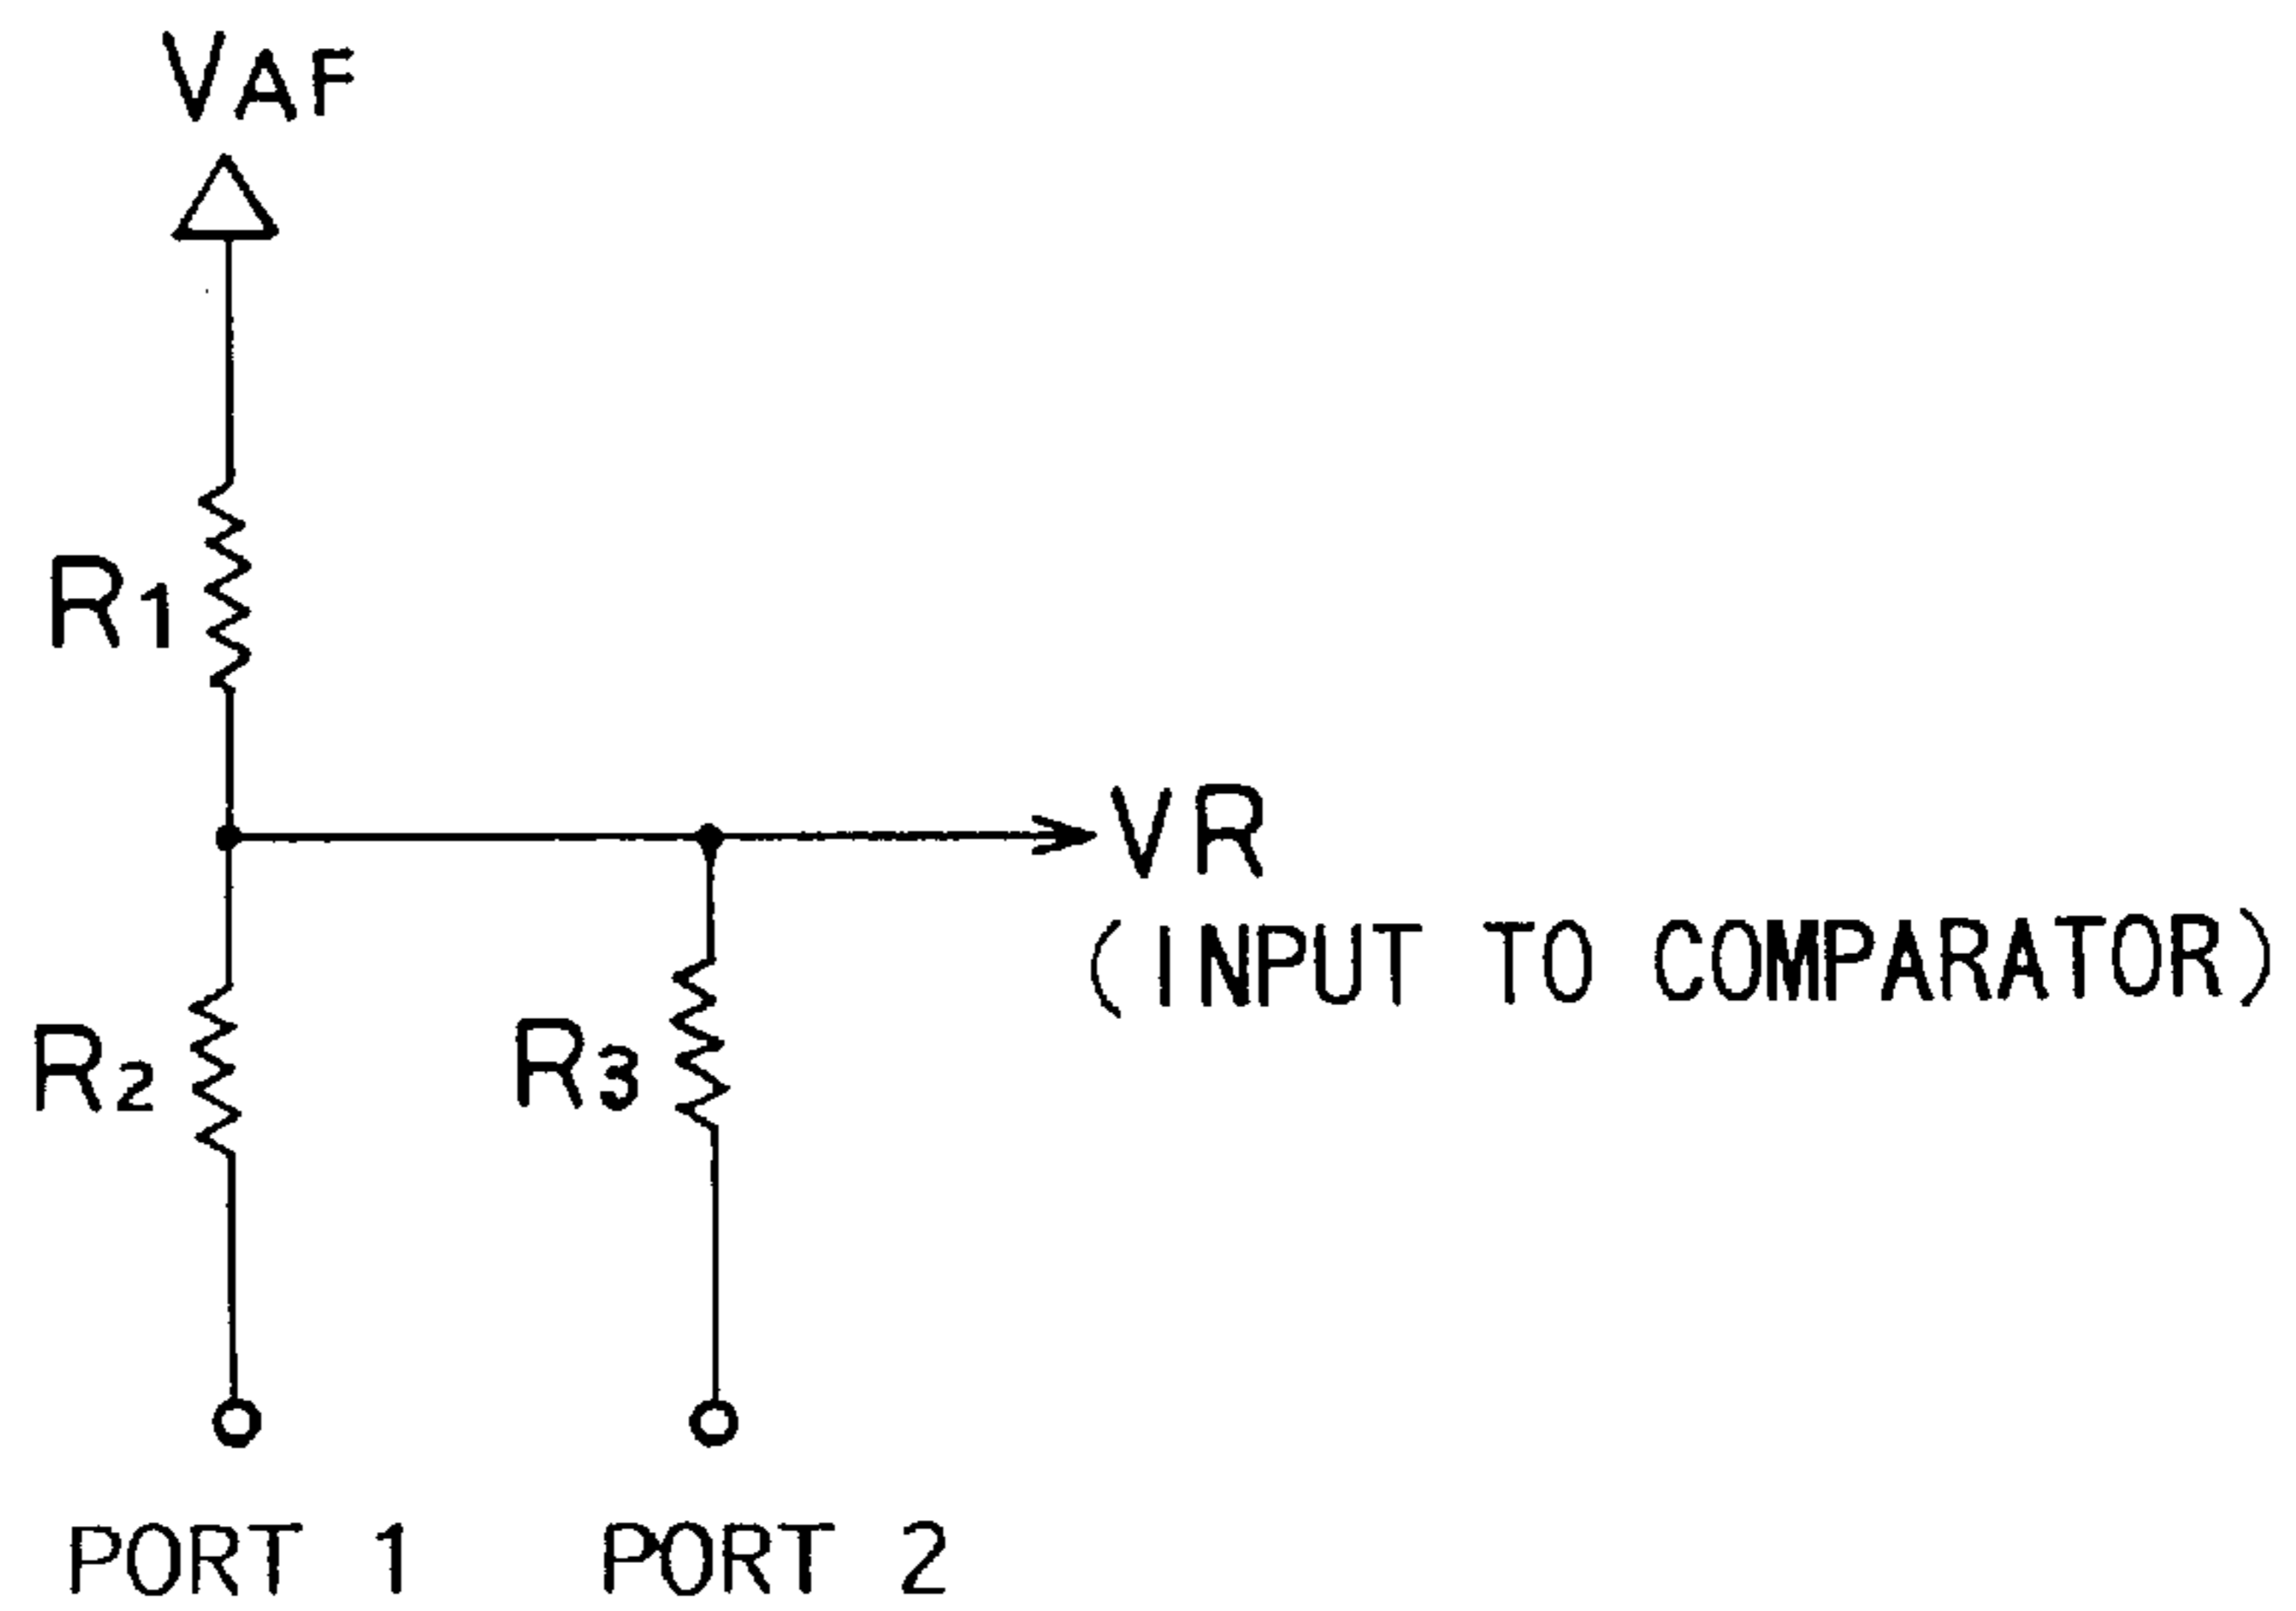 VAF
R1
VR
(INPUT TO COMPARATOR)
R2
R3
PORT 1
PORT 2